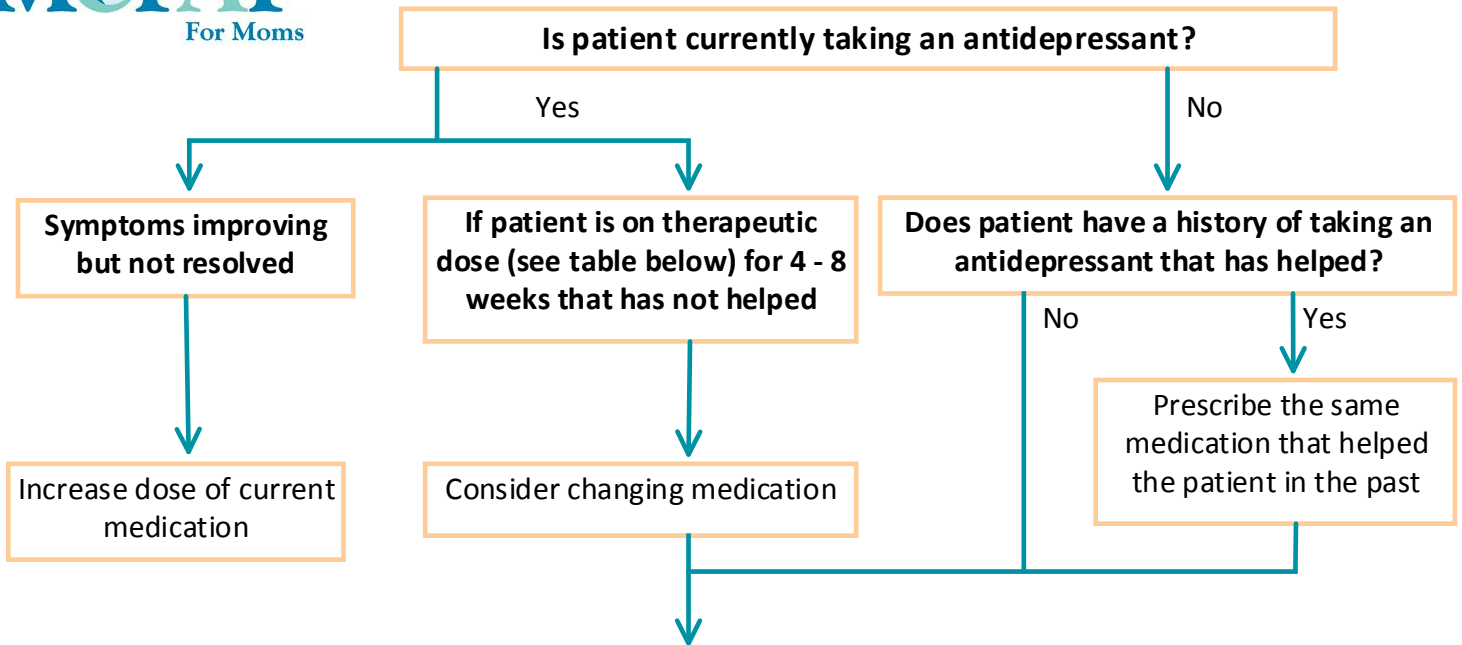 For Moms
Is patient currently taking an antidepressant?
Yes
No
Symptoms improving
but not resolved
If patient is on therapeutic
dose (see table below) for 4 - 8
weeks that has not helped
Does patient have a history of taking an
antidepressant that has helped?
No
Yes
Increase dose of current
medication
Consider changing medication
Prescribe the same
medication that helped
the patient in the past